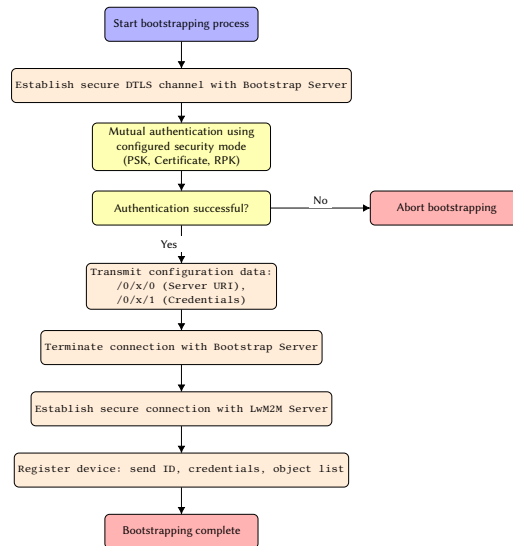 Start bootstrapping process
Establish secure DTLS channel with Bootstrap Server
Mutual authentication using
configured security mode
(PSK, Certificate, RPK)
Authentication successful?
No
Abort bootstrapping
Yes
Transmit configuration data:
/0/x/0 (Server URI),
/0/x/1 (Credentials)
Terminate connection with Bootstrap Server
Establish secure connection with LwM2M Server
Register device: send ID, credentials, object list
Bootstrapping complete